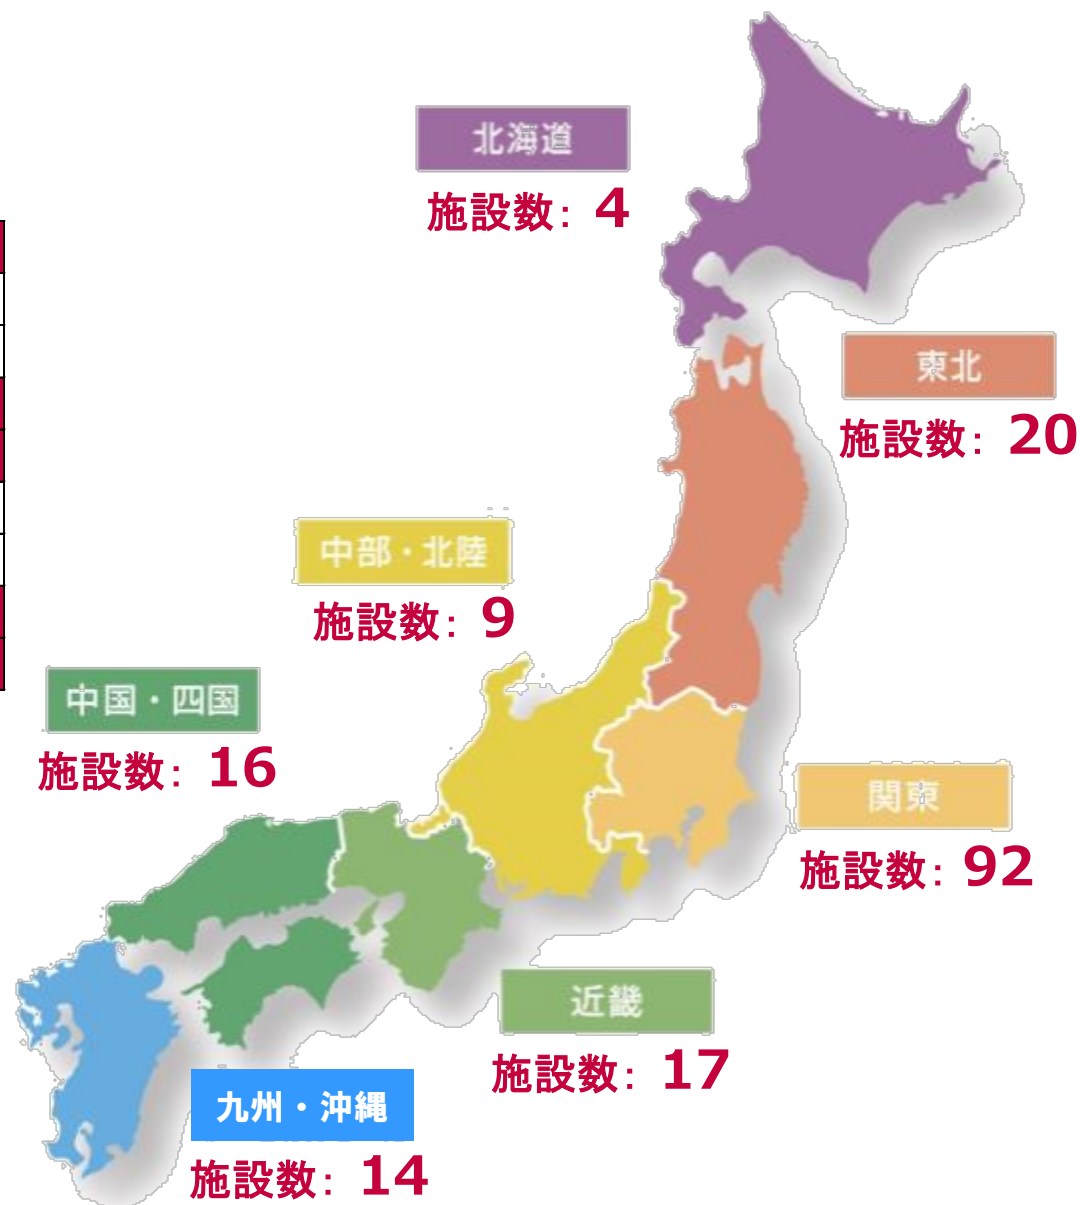 北海道
施設数: 4
東北
施設数: 20
中部・北陸
施設数: 9
中国・四国
施設数: 16
関東
施設数: 92
近畿
施設数: 17
九州・沖縄
施設数: 14